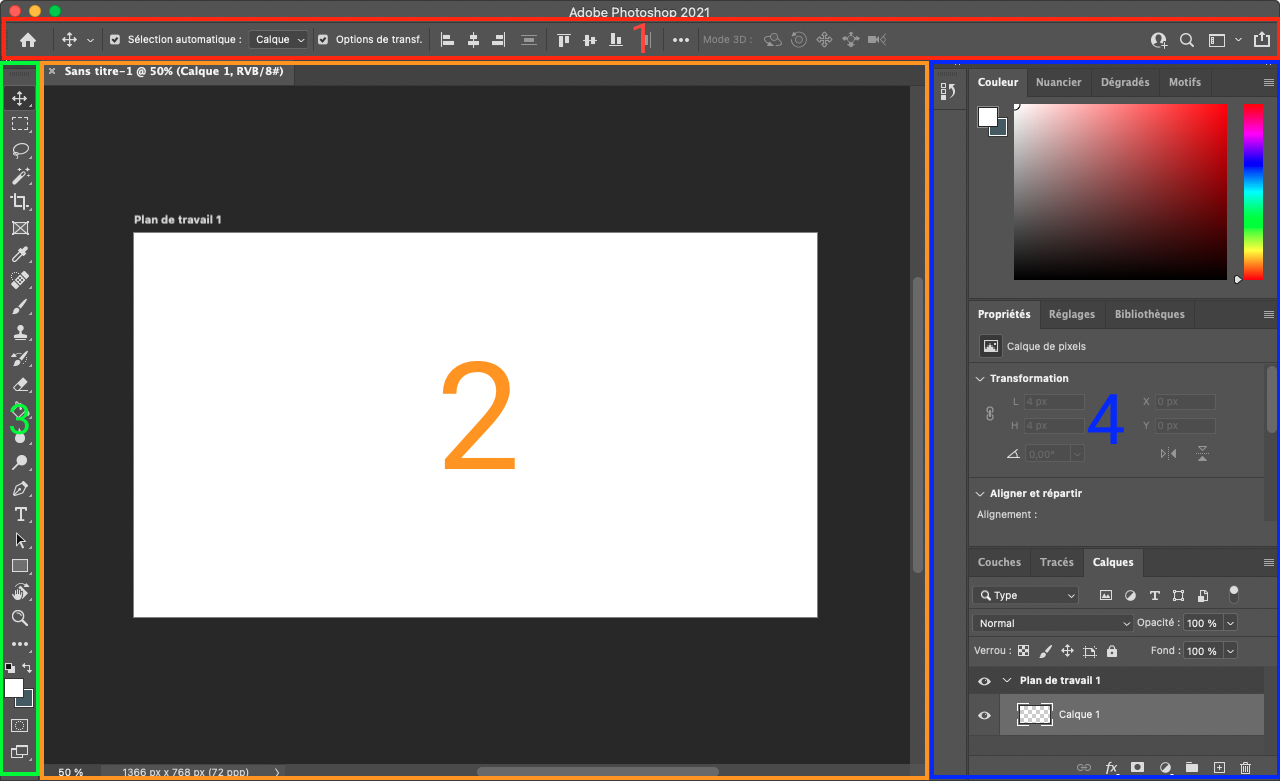 Adobe Photoshop 2021
Sélection automatique : Calque Options de transf. Mode 3D :
1
Sans titre-1 @ 50% (Calque 1, RVB/8#)
Plan de travail 1
2
3
50 % 1366 px x 768 px (72 ppp)
Couleur Nuancier Dégradés Motifs
Propriétés Réglages Bibliothèques
Calque de pixels
Transformation
L 4 px X 0 px
H 4 px Y 0 px
0,00°
4
Aligner et répartir
Alignement :
Couches Tracés Calques
Type
Normal Opacité : 100 %
Verrou : Fond : 100 %
Plan de travail 1
Calque 1